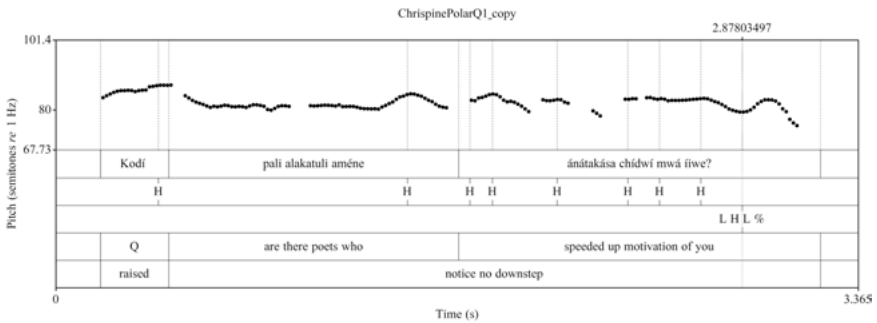 ChrispinePolarQ1_copy
2.87803497
101.4
80
67.73
Pitch (semitones re 1 Hz)
Kodí pali alakatuli améne ánátakása chídwí mwá íiwe?
H H H H H H H H
L H L %
Q are there poets who speeded up motivation of you
raised notice no downstep
0 3.365
Time (s)